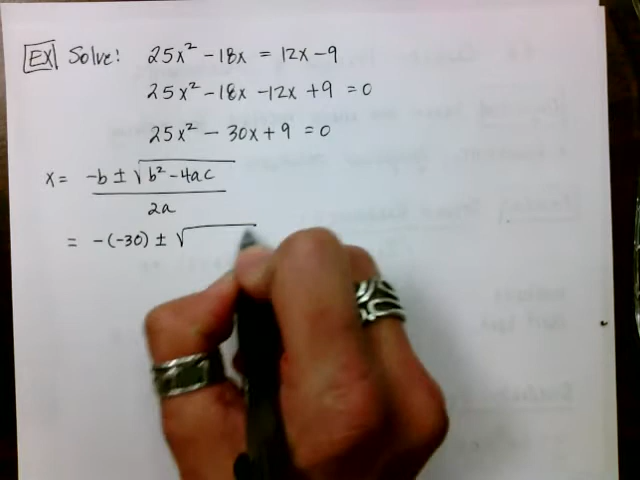 EX Solve: 25x² - 18x = 12x - 9
25x² - 18x - 12x + 9 = 0
25x² - 30x + 9 = 0
x = -b ± √b² - 4ac
2a
= -(-30) ± √